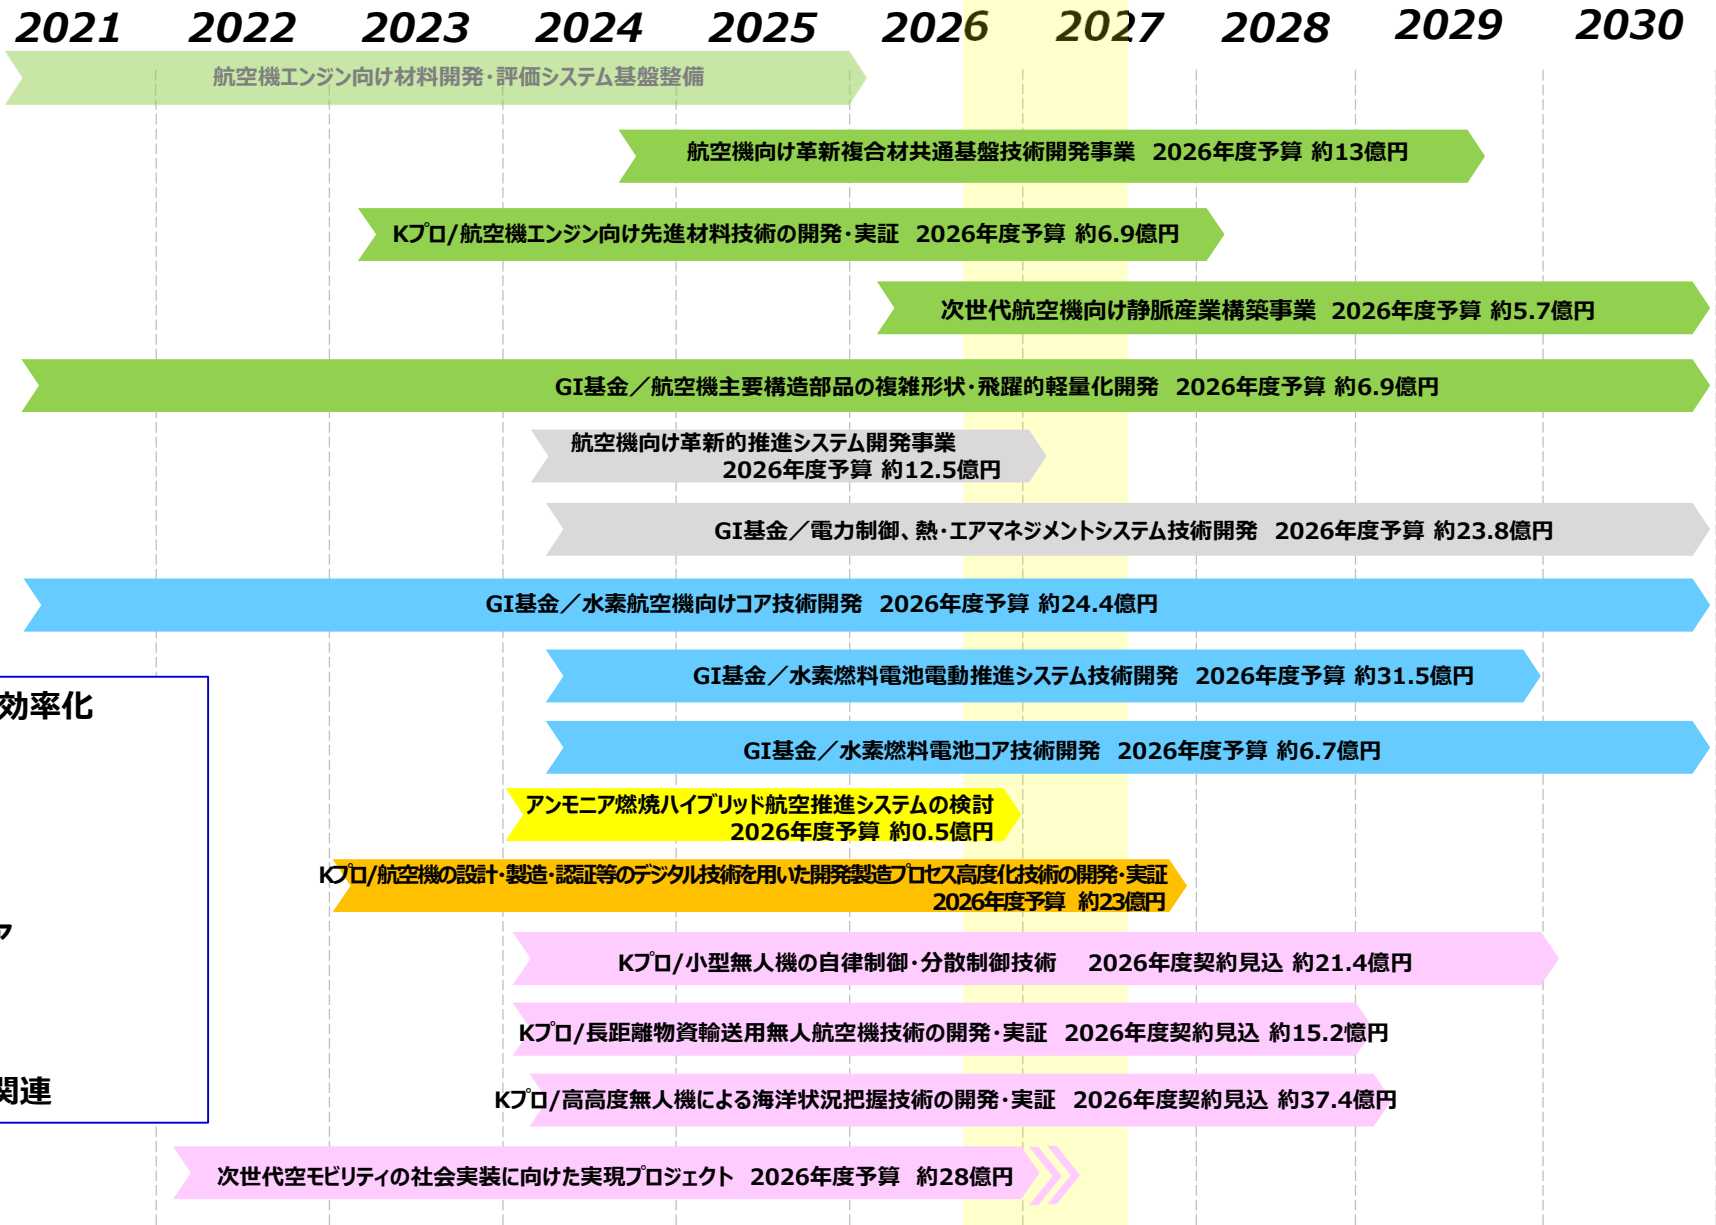 2021 2022 2023 2024 2025 2026 2027 2028 2029 2030
航空機エンジン向け材料開発・評価システム基盤整備
航空機向け革新複合材共通基盤技術開発事業 2026年度予算 約13億円
Kプロ/航空機エンジン向け先進材料技術の開発・実証 2026年度予算 約6.9億円
次世代航空機向け静脈産業構築事業 2026年度予算 約5.7億円
GI基金／航空機主要構造部品の複雑形状・飛躍的軽量化開発 2026年度予算 約6.9億円
航空機向け革新的推進システム開発事業
2026年度予算 約12.5億円
GI基金／電力制御、熱・エアマネジメントシステム技術開発 2026年度予算 約23.8億円
GI基金／水素航空機向けコア技術開発 2026年度予算 約24.4億円
GI基金／水素燃料電池電動推進システム技術開発 2026年度予算 約31.5億円
効率化
GI基金／水素燃料電池コア技術開発 2026年度予算 約6.7億円
アンモニア燃焼ハイブリッド航空推進システムの検討
2026年度予算 約0.5億円
Kプロ/航空機の設計・製造・認証等のデジタル技術を用いた開発製造プロセス高度化技術の開発・実証
2026年度予算 約23億円
Kプロ/小型無人機の自律制御・分散制御技術 2026年度契約見込 約21.4億円
Kプロ/長距離物資輸送用無人航空機技術の開発・実証 2026年度契約見込 約15.2憶円
関連
Kプロ/高高度無人機による海洋状況把握技術の開発・実証 2026年度契約見込 約37.4億円
次世代空モビリティの社会実装に向けた実現プロジェクト 2026年度予算 約28億円